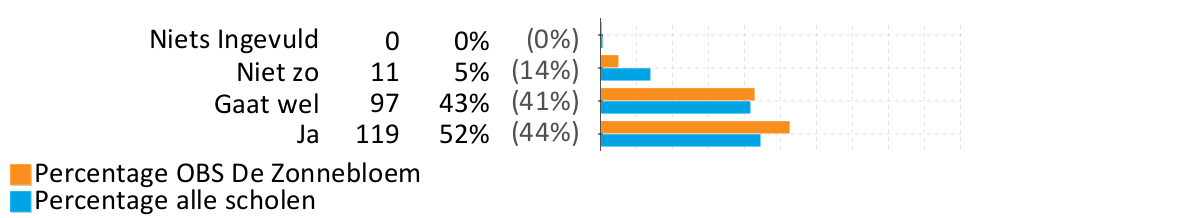 Niets Ingevuld 0 0% (0%)
Niet zo 11 5% (14%)
Gaat wel 97 43% (41%)
Ja 119 52% (44%)
Percentage OBS De Zonnebloem
Percentage alle scholen